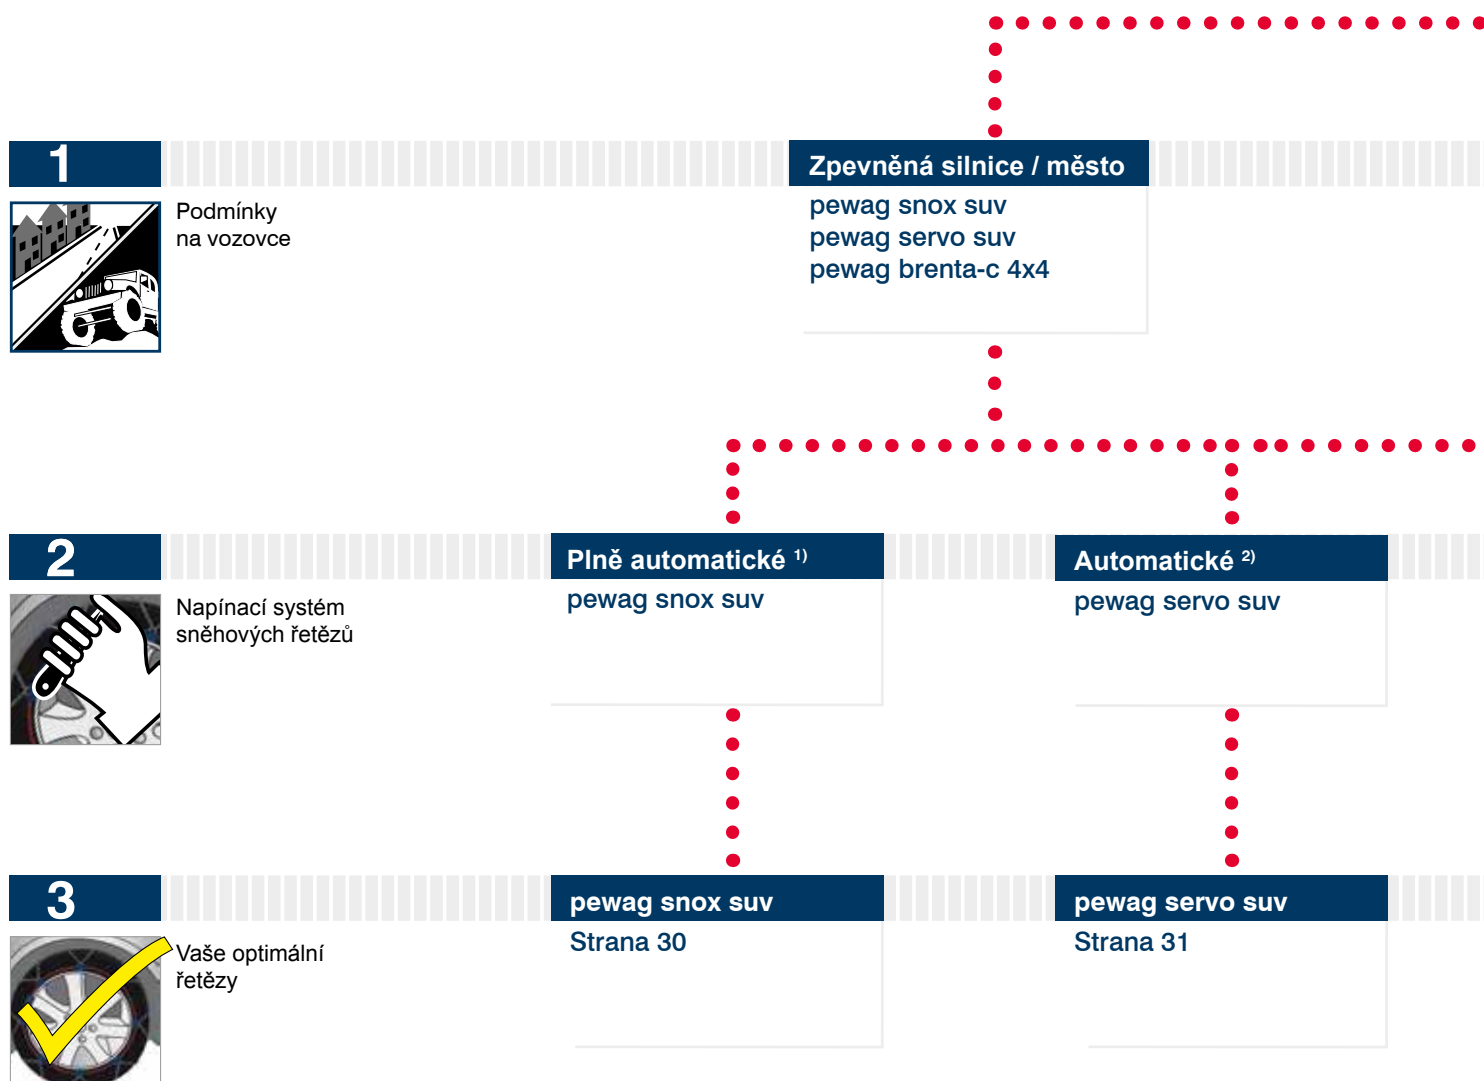 1
Zpevněná silnice / město
Podmínky
na vozovce
pewag snox suv
pewag servo suv
pewag brenta-c 4x4
2
Plně automatické 1)
Automatické 2)
Napínací systém
sněhových řetězů
pewag snox suv
pewag servo suv
3
pewag snox suv
pewag servo suv
Vaše optimální
řetězy
Strana 30
Strana 31